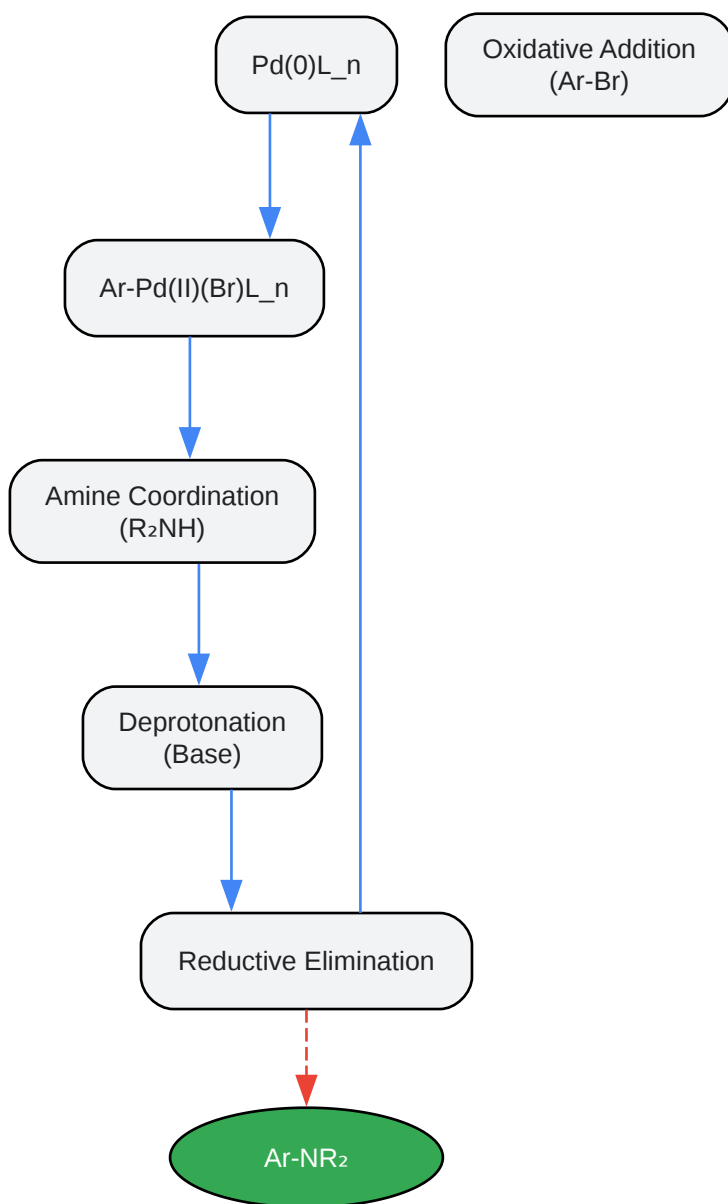 Pd(0)L_n
Oxidative Addition
(Ar-Br)
Ar-Pd(II)(Br)L_n
Amine Coordination
(R₂NH)
Deprotonation
(Base)
Reductive Elimination
Ar-NR₂